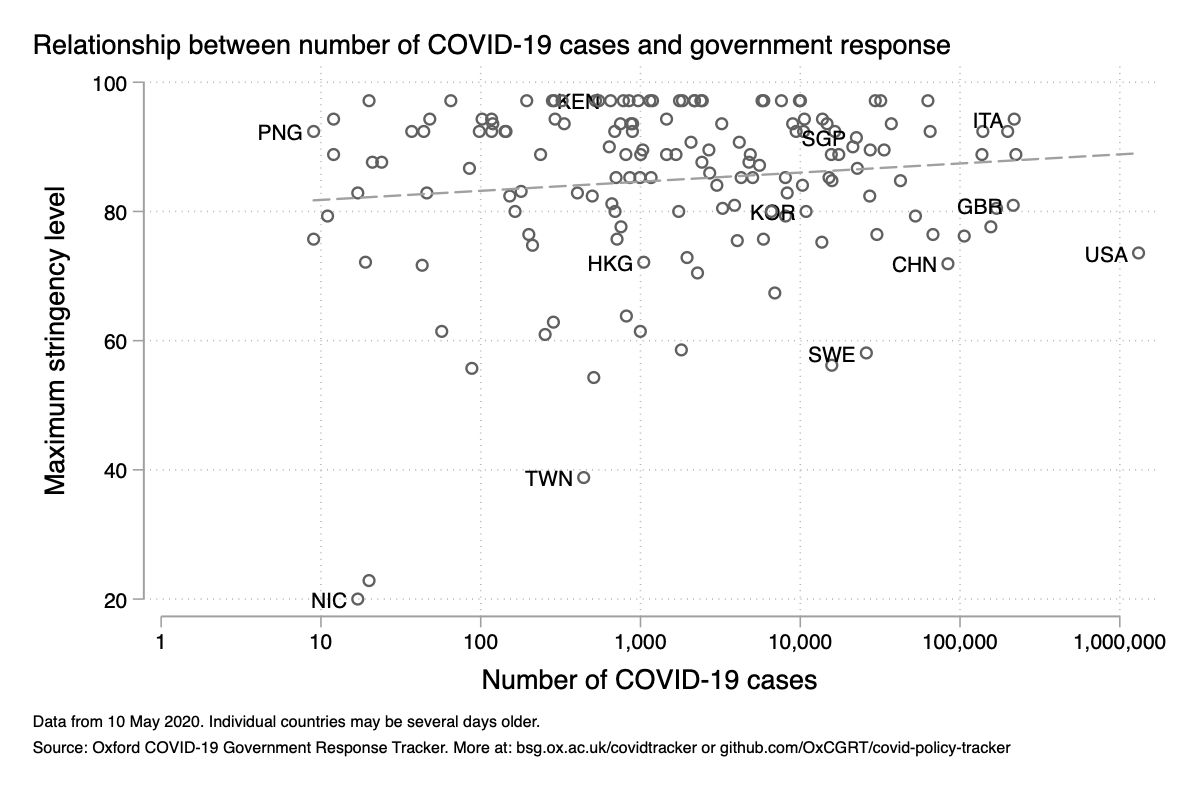 Relationship between number of COVID-19 cases and government response
Maximum stringency level
100
80
60
40
20
PNG
KEN
SGP
ITA
KOR
GBR
HKG
CHN
USA
SWE
TWN
NIC
1
10
100
1,000
10,000
100,000
1,000,000
Number of COVID-19 cases
Data from 10 May 2020. Individual countries may be several days older.
Source: Oxford COVID-19 Government Response Tracker. More at: bsg.ox.ac.uk/covidtracker or github.com/OxCGRT/covid-policy-tracker